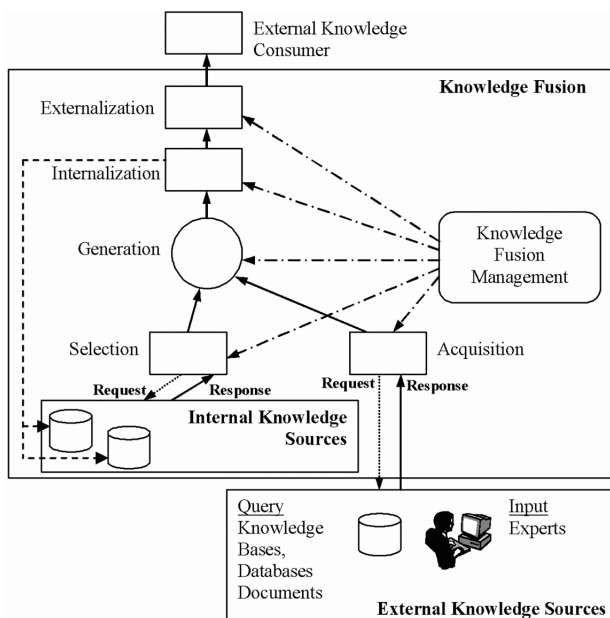 External Knowledge
Consumer
Knowledge Fusion
Externalization
Internalization
Generation
Knowledge
Fusion
Management
Selection
Acquisition
Request
Response
Request
Response
Internal Knowledge
Sources
Query
Knowledge
Bases,
Databases
Documents
Input
Experts
External Knowledge Sources